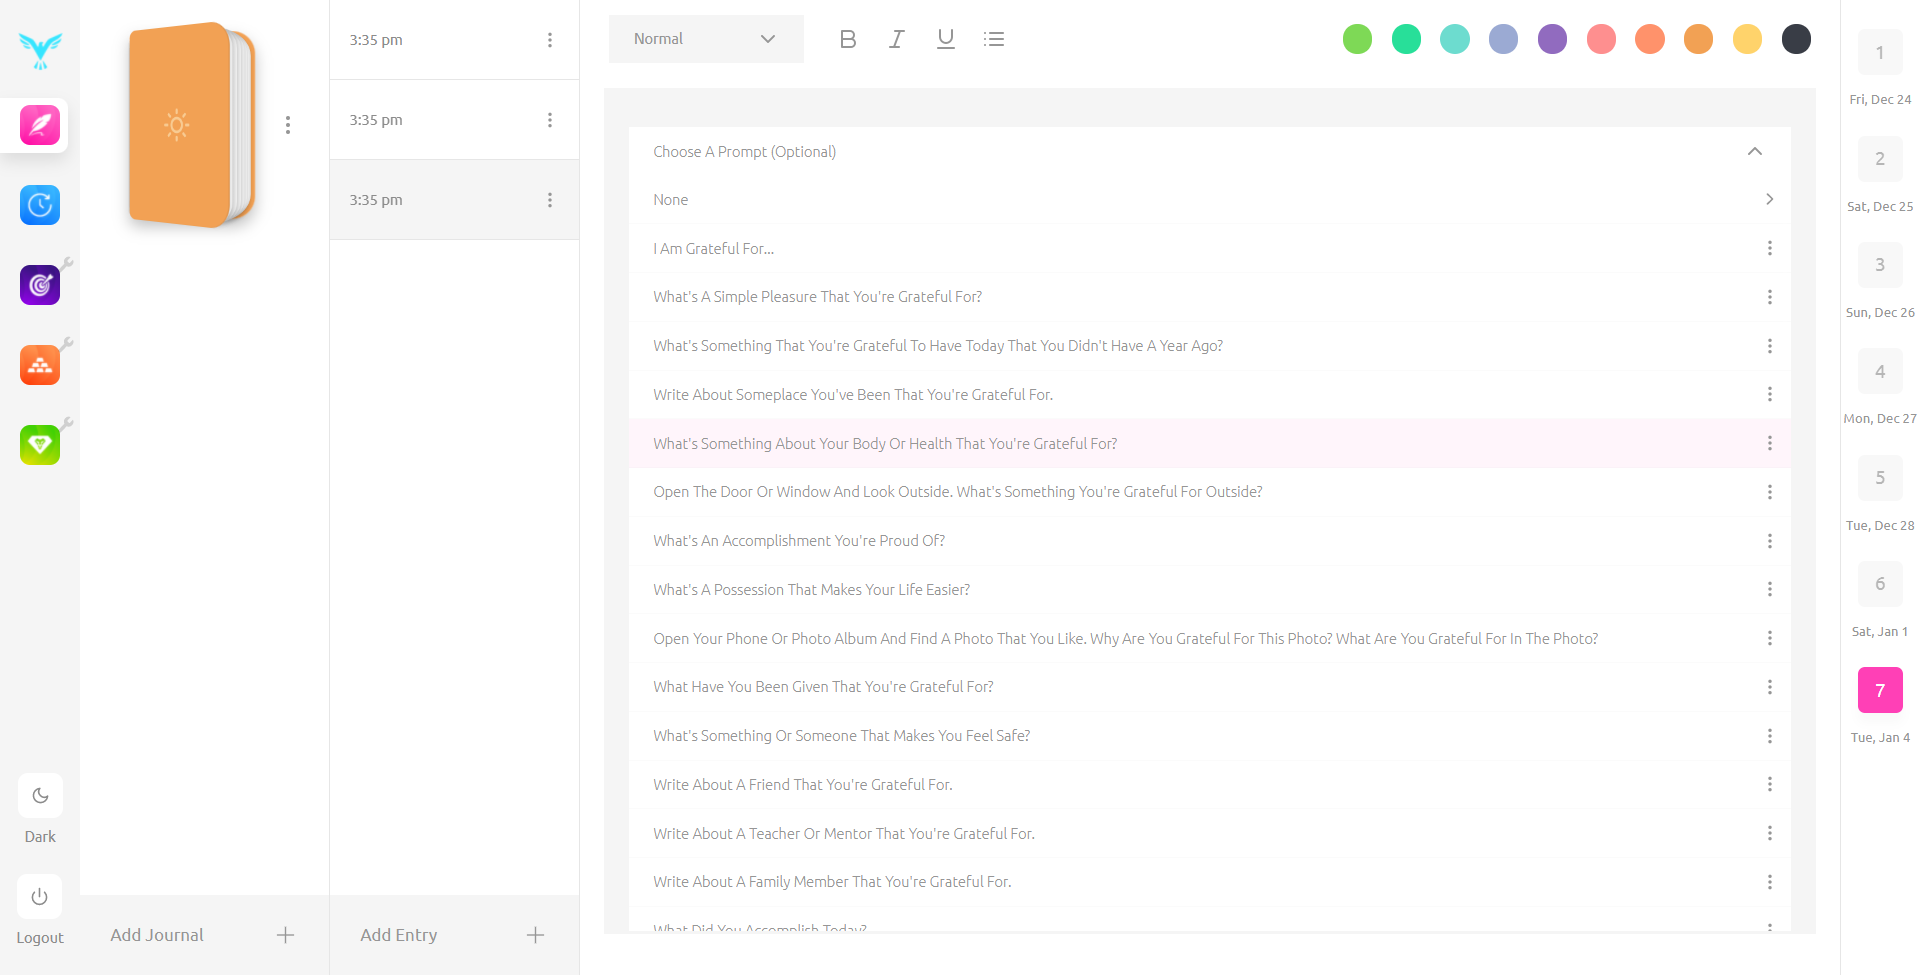 Dark
Logout
Add Journal
3:35 pm
3:35 pm
3:35 pm
Add Entry
Normal
B I U
Choose A Prompt (Optional)
None
I Am Grateful For...
What's A Simple Pleasure That You're Grateful For?
What's Something That You're Grateful To Have Today That You Didn't Have A Year Ago?
Write About Someplace You've Been That You're Grateful For.
What's Something About Your Body Or Health That You're Grateful For?
Open The Door Or Window And Look Outside. What's Something You're Grateful For Outside?
What's An Accomplishment You're Proud Of?
What's A Possession That Makes Your Life Easier?
Open Your Phone Or Photo Album And Find A Photo That You Like. Why Are You Grateful For This Photo? What Are You Grateful For In The Photo?
What Have You Been Given That You're Grateful For?
What's Something Or Someone That Makes You Feel Safe?
Write About A Friend That You're Grateful For.
Write About A Teacher Or Mentor That You're Grateful For.
Write About A Family Member That You're Grateful For.
What Did You Accomplish Today?
1
Fri, Dec 24
2
Sat, Dec 25
3
Sun, Dec 26
4
Mon, Dec 27
5
Tue, Dec 28
6
Sat, Jan 1
7
Tue, Jan 4